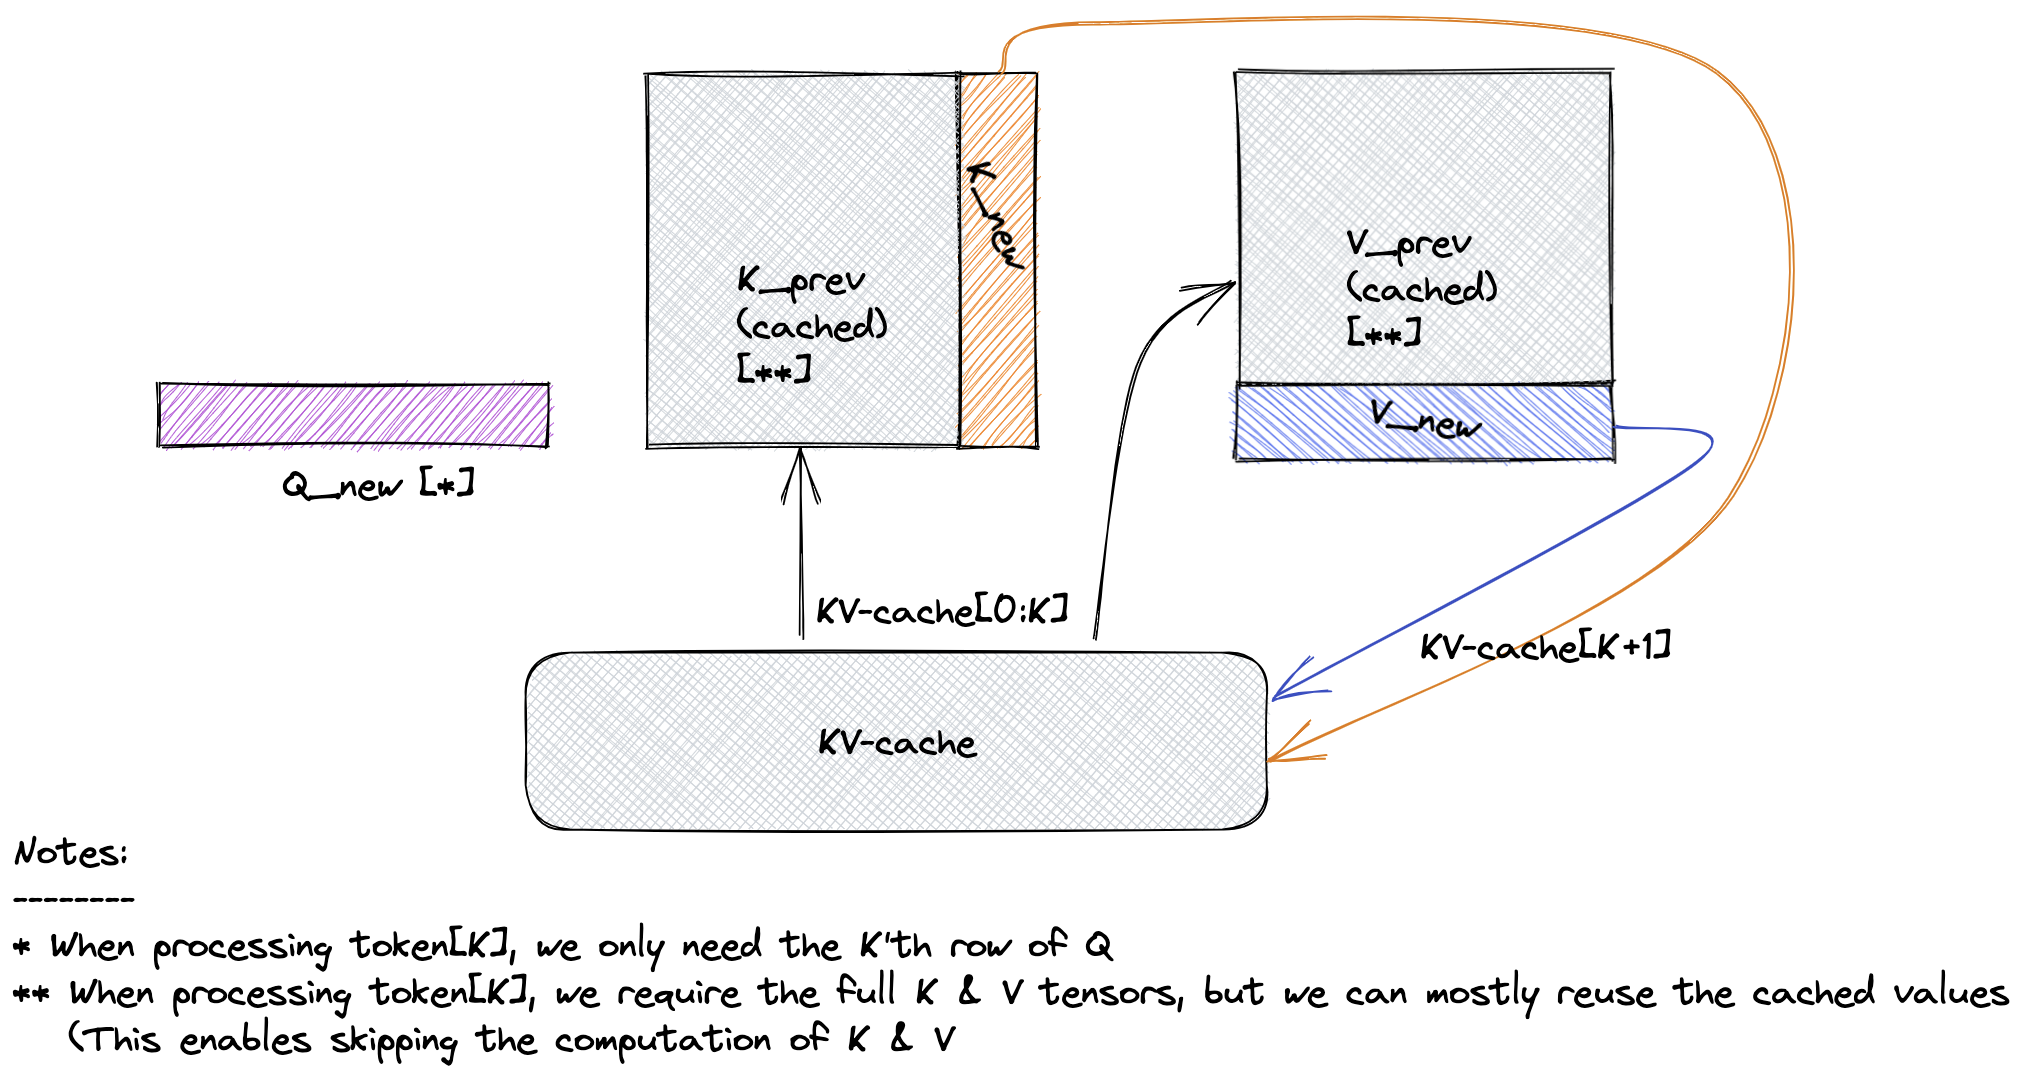 K_new
K_prev
(cached)
[**]
V_prev
(cached)
[**]
V_new
Q_new [*]
KV-cache[0:K]
KV-cache[K+1]
KV-cache
Notes:
--------
* When processing token[K], we only need the K'th row of Q
** When processing token[K], we require the full K & V tensors, but we can mostly reuse the cached values
(This enables skipping the computation of K & V